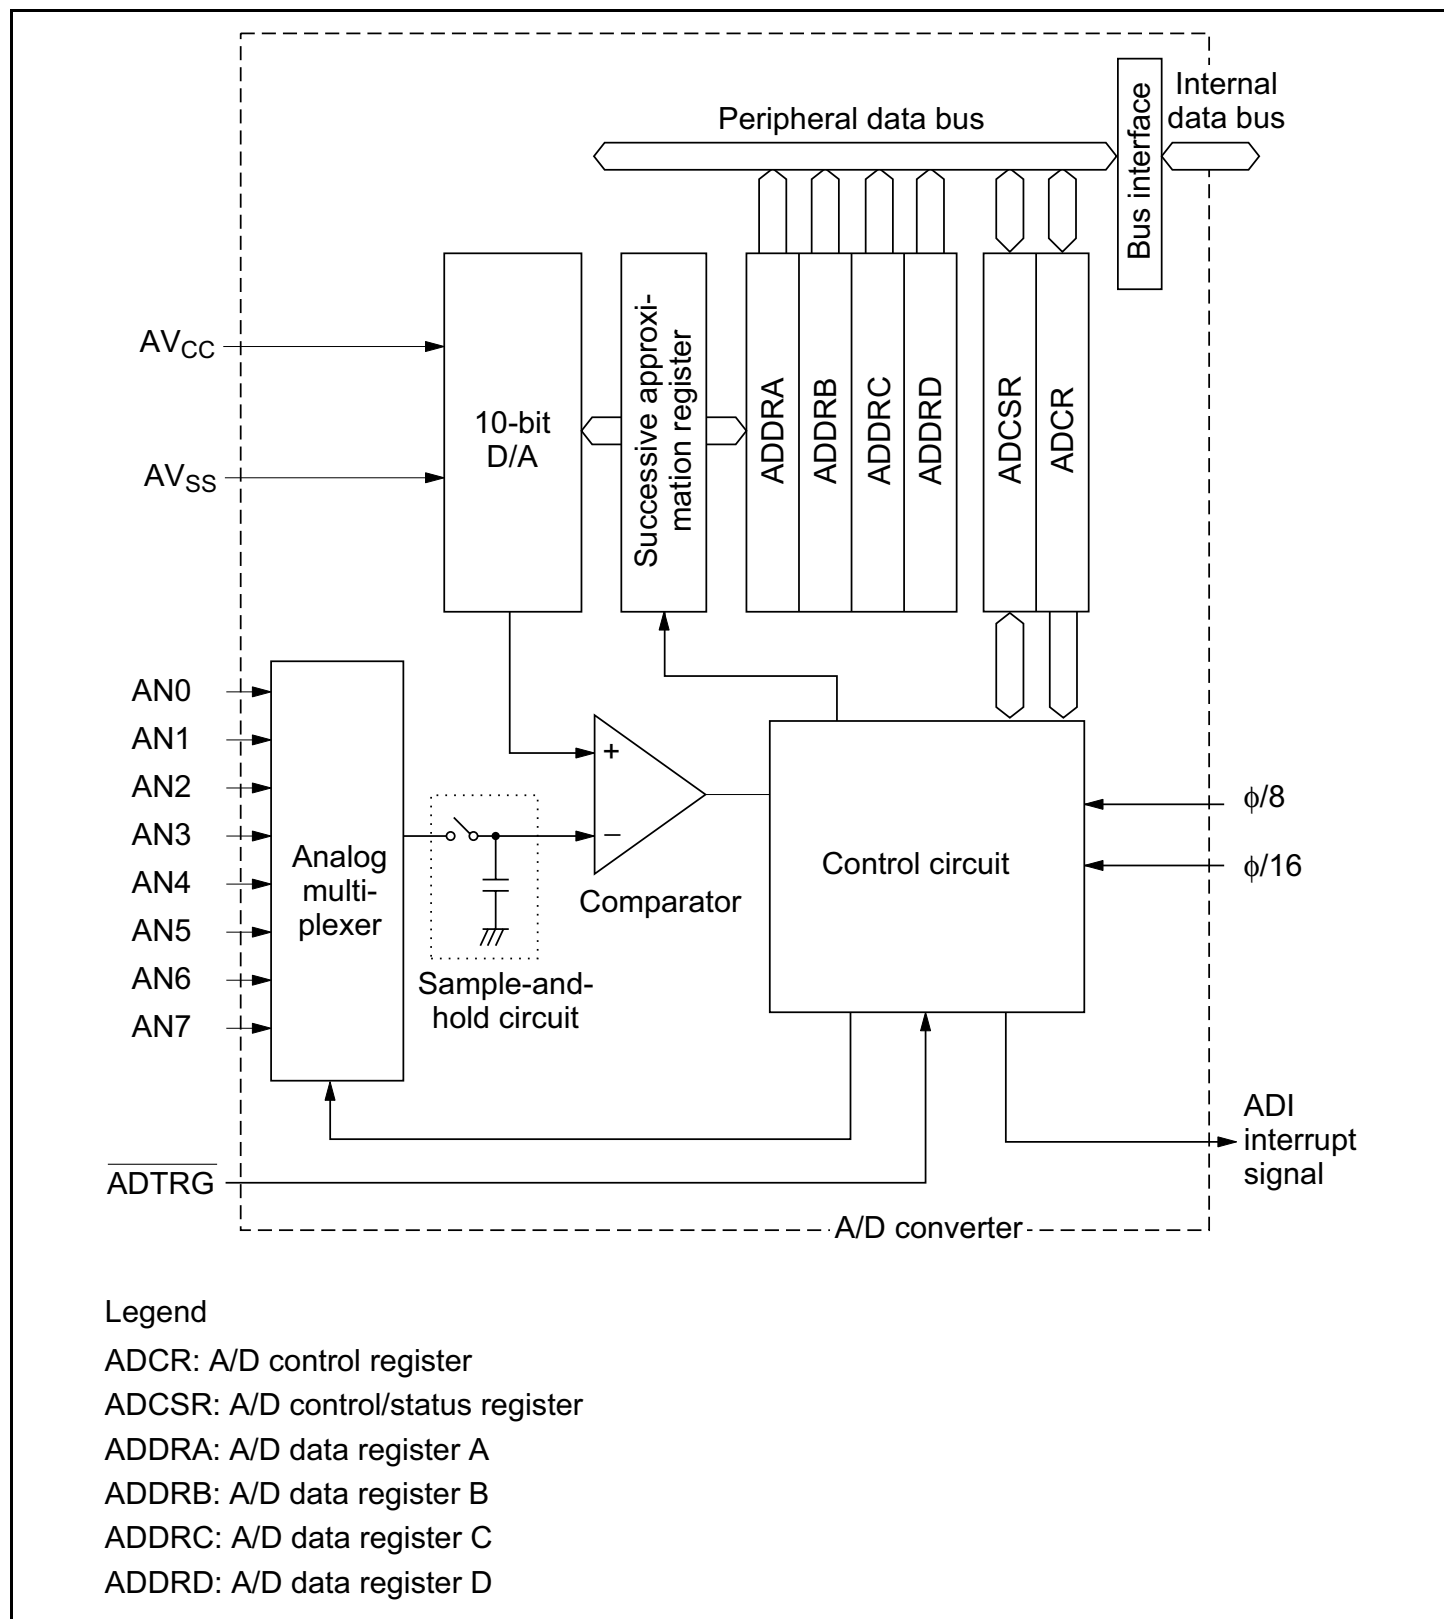 Peripheral data bus
Internal
data bus
Bus interface
AVCC
AVSS
10-bit
D/A
Successive approxi-
mation register
ADDRA
ADDRB
ADDRC
ADDRD
ADCSR
ADCR
AN0
AN1
AN2
AN3
AN4
AN5
AN6
AN7
Analog
multi-
plexer
+
−
Comparator
Sample-and-
hold circuit
Control circuit
ϕ/8
ϕ/16
ADI
interrupt
signal
ADTRG
A/D converter
Legend
ADCR: A/D control register
ADCSR: A/D control/status register
ADDRA: A/D data register A
ADDRB: A/D data register B
ADDRC: A/D data register C
ADDRD: A/D data register D